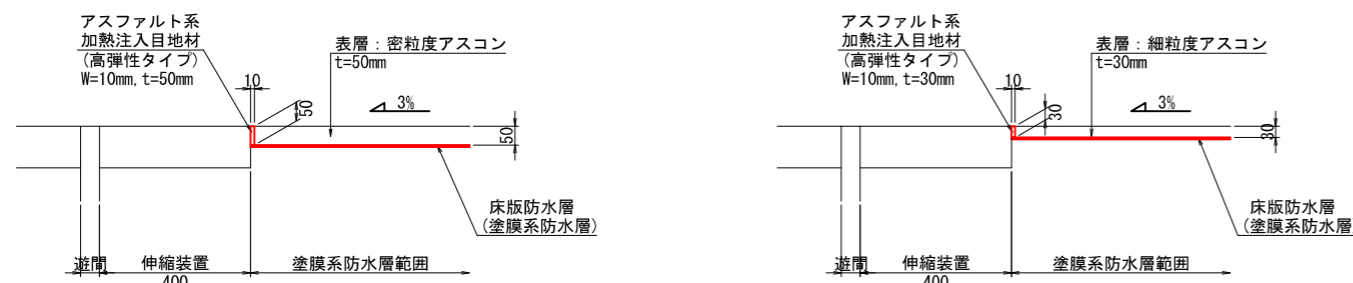 アスファルト系
加熱注入目地材
(高弾性タイプ)
W=10mm, t=50mm
10
50
表層：密粒度アスコン
t=50mm
3%
50
床版防水層
(塗膜系防水層)
遊間
伸縮装置
400
塗膜系防水層範囲
アスファルト系
加熱注入目地材
(高弾性タイプ)
W=10mm, t=30mm
10
30
表層：細粒度アスコン
t=30mm
3%
30
床版防水層
(塗膜系防水層
遊間
伸縮装置
400
塗膜系防水層範囲